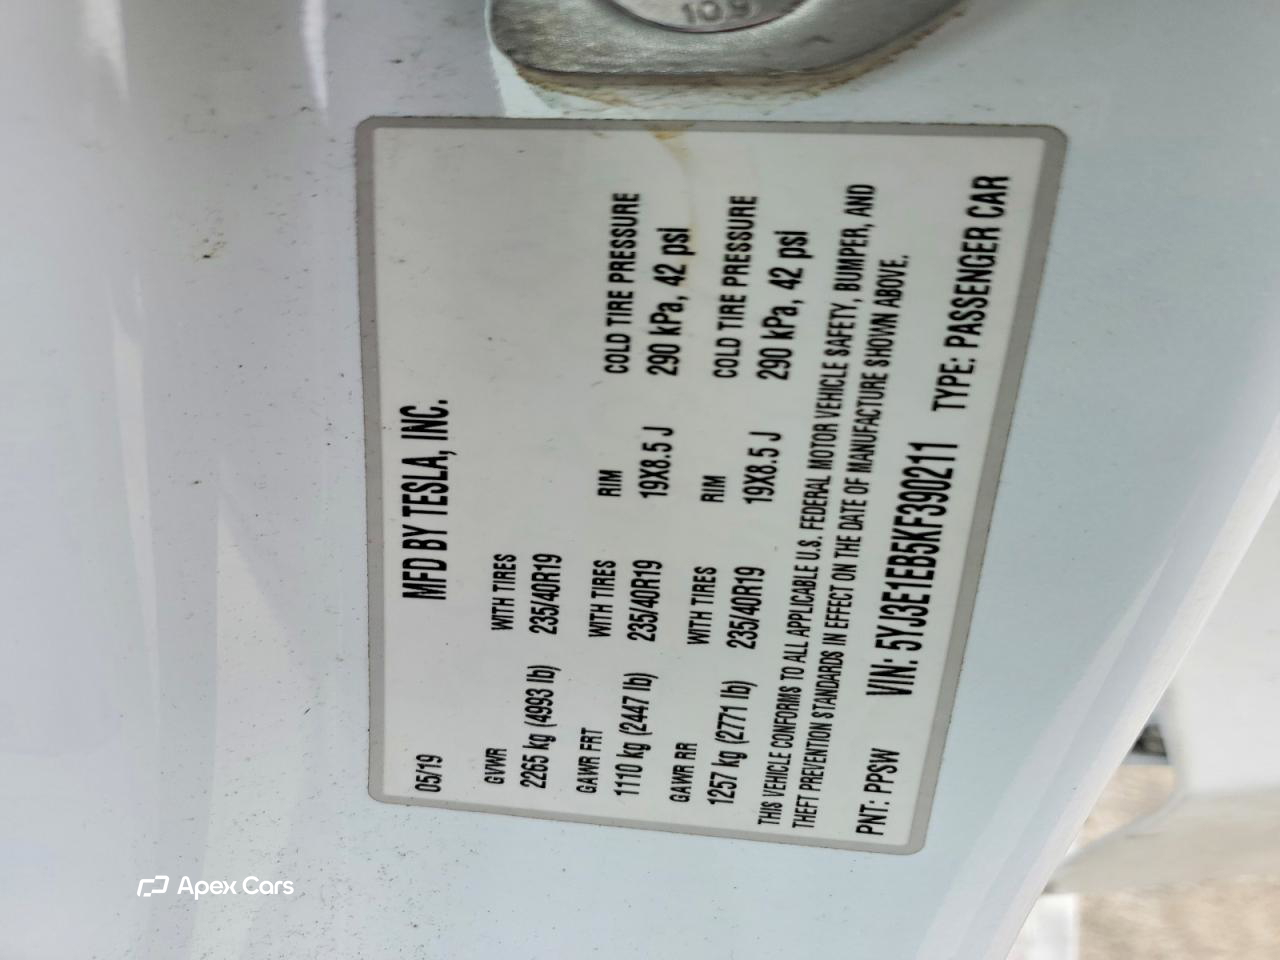 10.9
05/19
MFD BY TESLA, INC.
GVWR WITH TIRES
2265 kg (4993 lb) 235/40R19
GAWR FRT WITH TIRES RIM COLD TIRE PRESSURE
1110 kg (2447 lb) 235/40R19 19X8.5 J 290 kPa, 42 psi
GAWR RR WITH TIRES RIM COLD TIRE PRESSURE
1257 kg (2771 lb) 235/40R19 19X8.5 J 290 kPa, 42 psi
THIS VEHICLE CONFORMS TO ALL APPLICABLE U.S. FEDERAL MOTOR VEHICLE SAFETY, BUMPER, AND
THEFT PREVENTION STANDARDS IN EFFECT ON THE DATE OF MANUFACTURE SHOWN ABOVE.
PNT: PPSW VIN: 5YJ3E1EB5KF390211 TYPE: PASSENGER CAR
Apex Cars